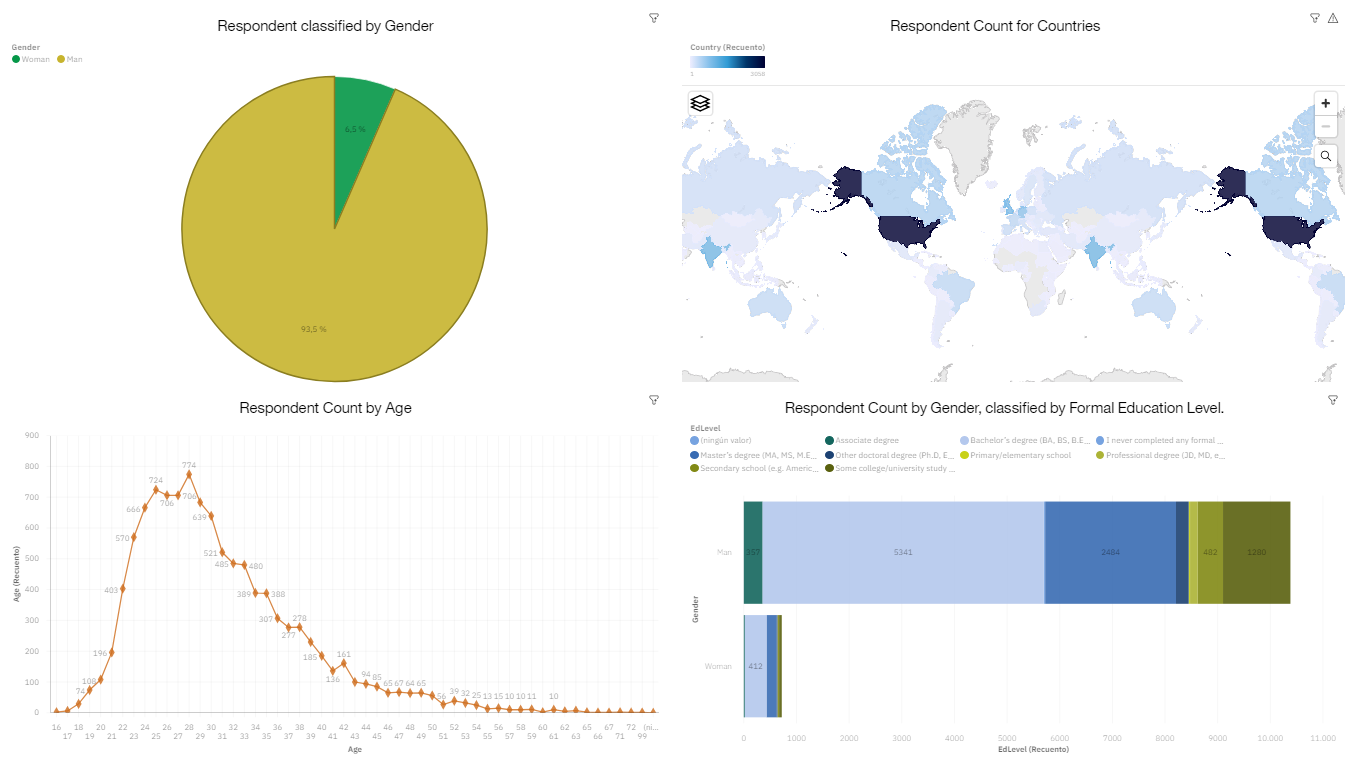 Respondent classified by Gender
Gender
Woman Man
6,5 %
93,5 %
Respondent Count for Countries
Country (Recuento)
1
+
−
Respondent Count by Age
Age (Recuento)
900
800
700
600
500
400
300
200
100
0
74
108
196
403
570
666
724
706
706
774
639
521
485
480
389
388
307
277
278
185
136
161
94
85
65
67
64
65
56
39
32
25
13
15
10
10
11
10
16 18 20 22 24 26 28 30 32 34 36 38 40 42 44 46 48 50 52 54 56 58 60 62 64 67 72 (ni...
17 19 21 23 25 27 29 31 33 35 37 39 41 43 45 47 49 51 53 55 57 59 61 63 66 71 99
Age
Respondent Count by Gender, classified by Formal Education Level.
EdLevel
(ningún valor) Associate degree Bachelor's degree (BA, BS, B.E... I never completed any formal ...
Master's degree (MA, MS, M.E... Other doctoral degree (Ph.D, E... Primary/elementary school Professional degree (JD, MD, e...
Secondary school (e.g. Americ... Some college/university study ...
Gender
Man
357 5341 2484 482 1280
Woman
412
0 1000 2000 3000 4000 5000 6000 7000 8000 9000 10.000 11.000
EdLevel (Recuento)